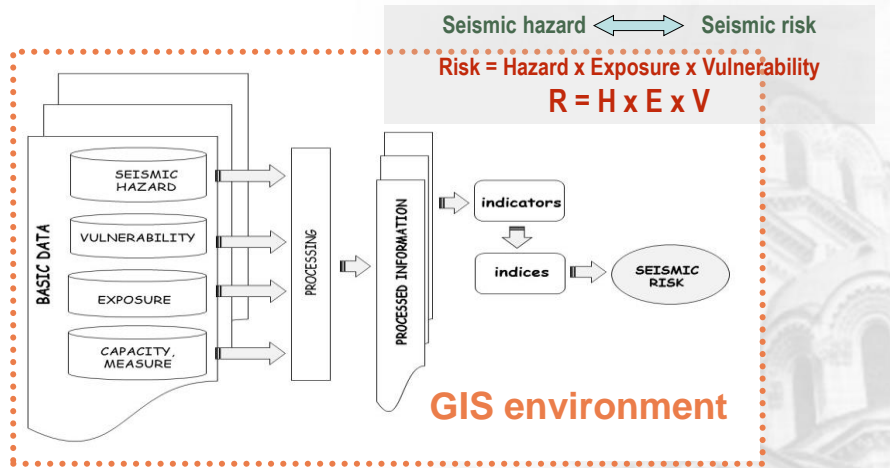 Seismic hazard Seismic risk
Risk = Hazard x Exposure x Vulnerability
R = H x E x V
BASIC DATA
SEISMIC
HAZARD
VULNERABILITY
EXPOSURE
CAPACITY,
MEASURE
PROCESSING
PROCESSED INFORMATION
indicators
indices
SEISMIC
RISK
GIS environment